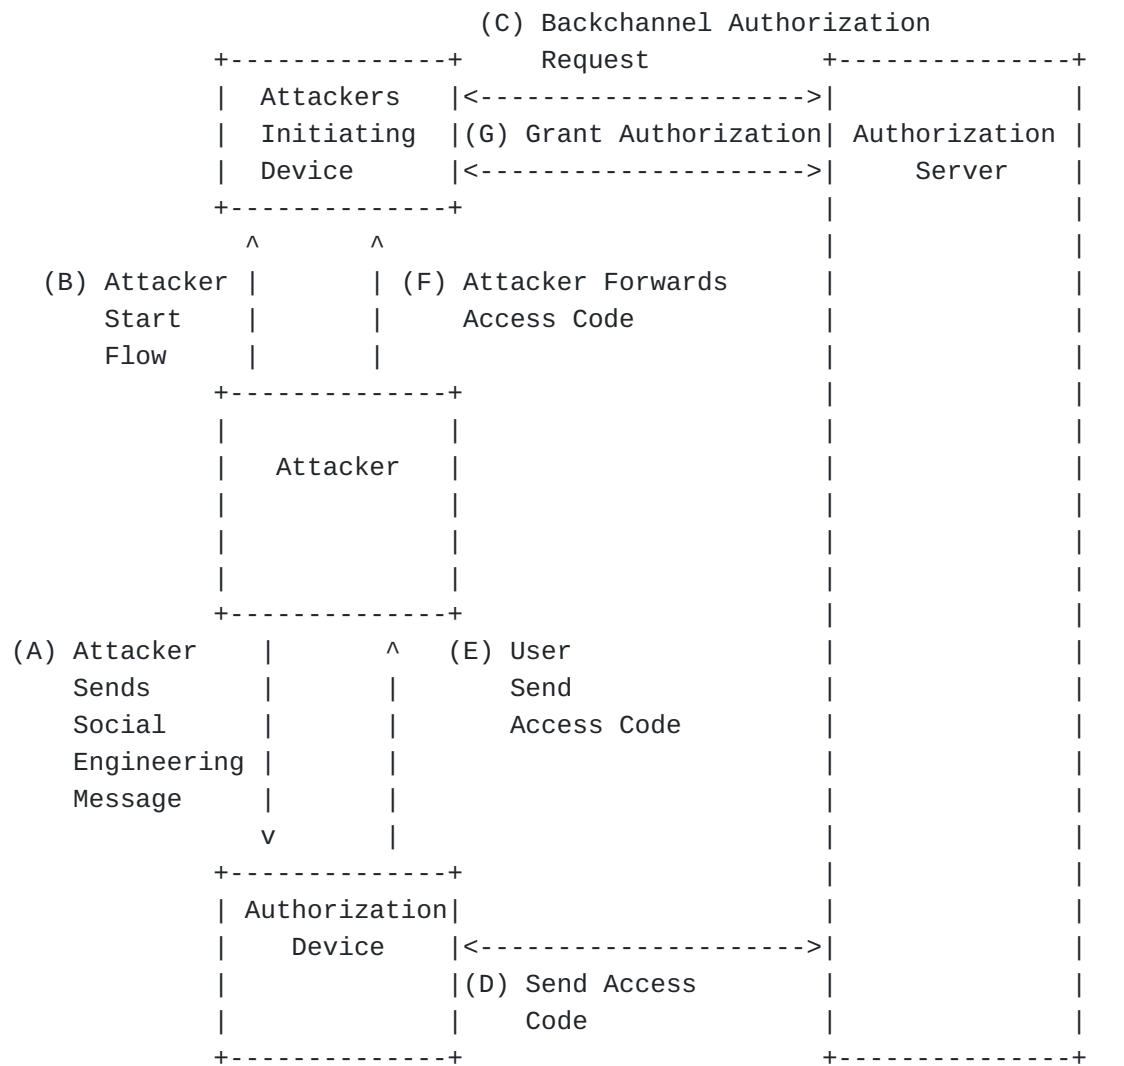 (C) Backchannel Authorization
             +--------------+     Request           +---------------+
             |  Attackers   |<--------------------->|               |
             |  Initiating  |(G) Grant Authorization| Authorization |
             |  Device      |<--------------------->|     Server    |
             +--------------+                       |               |
               ^       ^                            |               |
  (B) Attacker |       | (F) Attacker Forwards      |               |
      Start    |       |     Access Code            |               |
      Flow     |       |                            |               |
             +--------------+                       |               |
             |              |                       |               |
             |   Attacker   |                       |               |
             |              |                       |               |
             |              |                       |               |
             |              |                       |               |
             +--------------+                       |               |
(A) Attacker    |       ^   (E) User                |               |
    Sends       |       |       Send                |               |
    Social      |       |       Access Code         |               |
    Engineering |       |                           |               |
    Message     |       |                           |               |
                v       |                           |               |
             +--------------+                       |               |
             | Authorization|                       |               |
             |    Device    |<--------------------->|               |
             |              |(D) Send Access        |               |
             |              |    Code               |               |
             +--------------+                       +---------------+